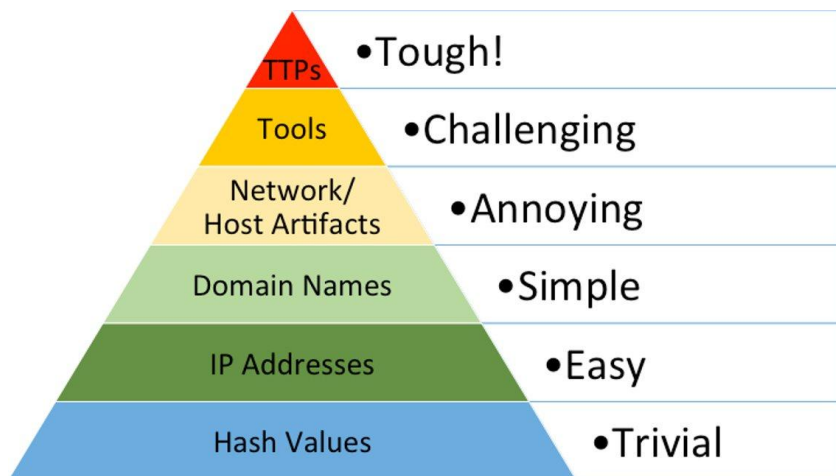 TTPs
•Tough!
Tools
•Challenging
Network/
Host Artifacts
•Annoying
Domain Names
•Simple
IP Addresses
•Easy
Hash Values
•Trivial